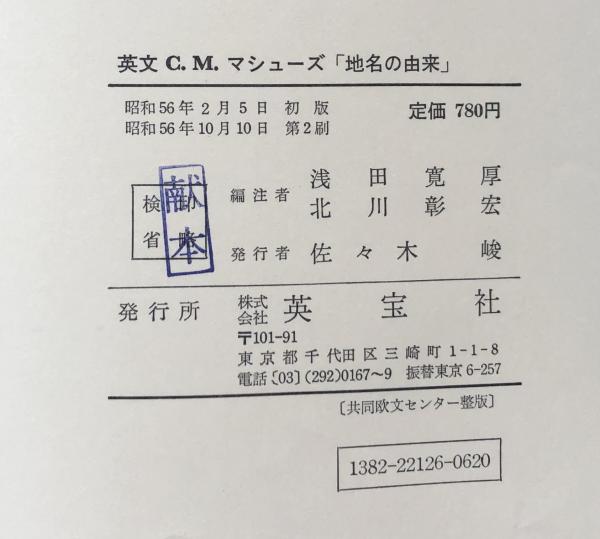 英文 C. M. マシューズ「地名の由来」
昭和56年2月5日 初版
昭和56年10月10日 第2刷
定価 780円
検印
省略
献本
編注者 浅田寛厚
北川彰宏
発行者 佐々木 峻
発行所 株式会社 英宝社
〒101-91
東京都千代田区三崎町1-1-8
電話〔03〕(292)0167〜9 振替東京6-257
〔共同欧文センター整版〕
1382-22126-0620